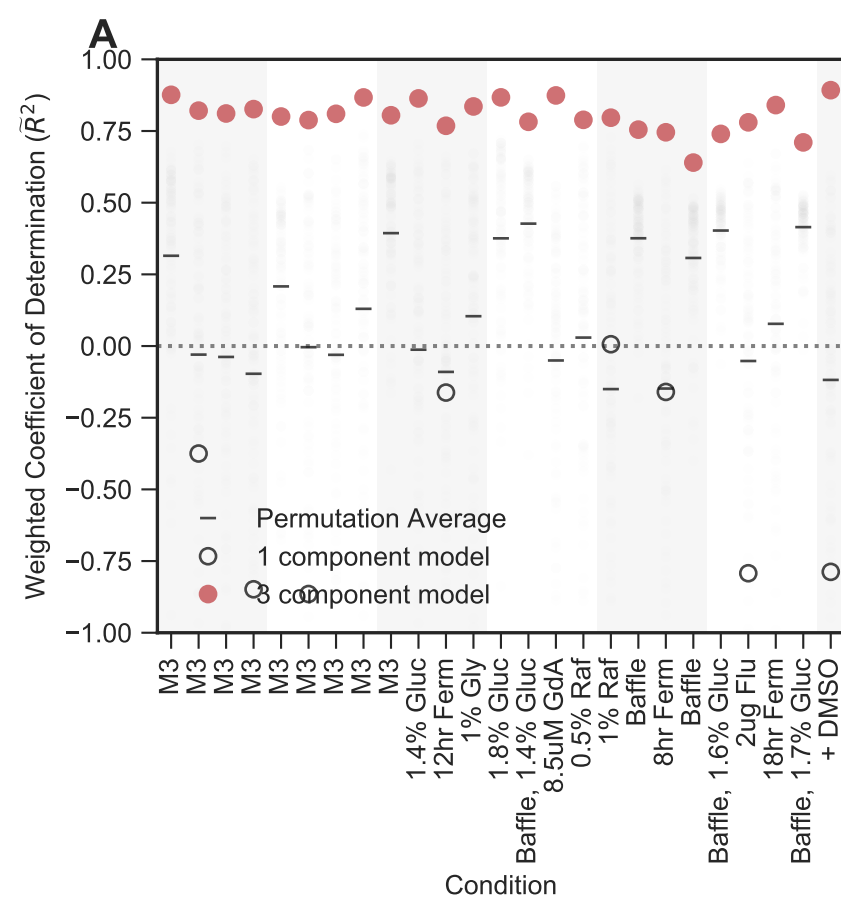 A
1.00
0.75
0.50
0.25
0.00
−0.25
−0.50
−0.75
−1.00
Weighted Coefficient of Determination (R̃²)
Permutation Average
1 component model
3 component model
M3
M3
M3
M3
M3
M3
M3
M3
M3
1.4% Gluc
12hr Ferm
1% Gly
1.8% Gluc
Baffle, 1.4% Gluc
8.5uM GdA
0.5% Raf
1% Raf
Baffle
8hr Ferm
Baffle
Baffle, 1.6% Gluc
2ug Flu
18hr Ferm
Baffle, 1.7% Gluc
+ DMSO
Condition